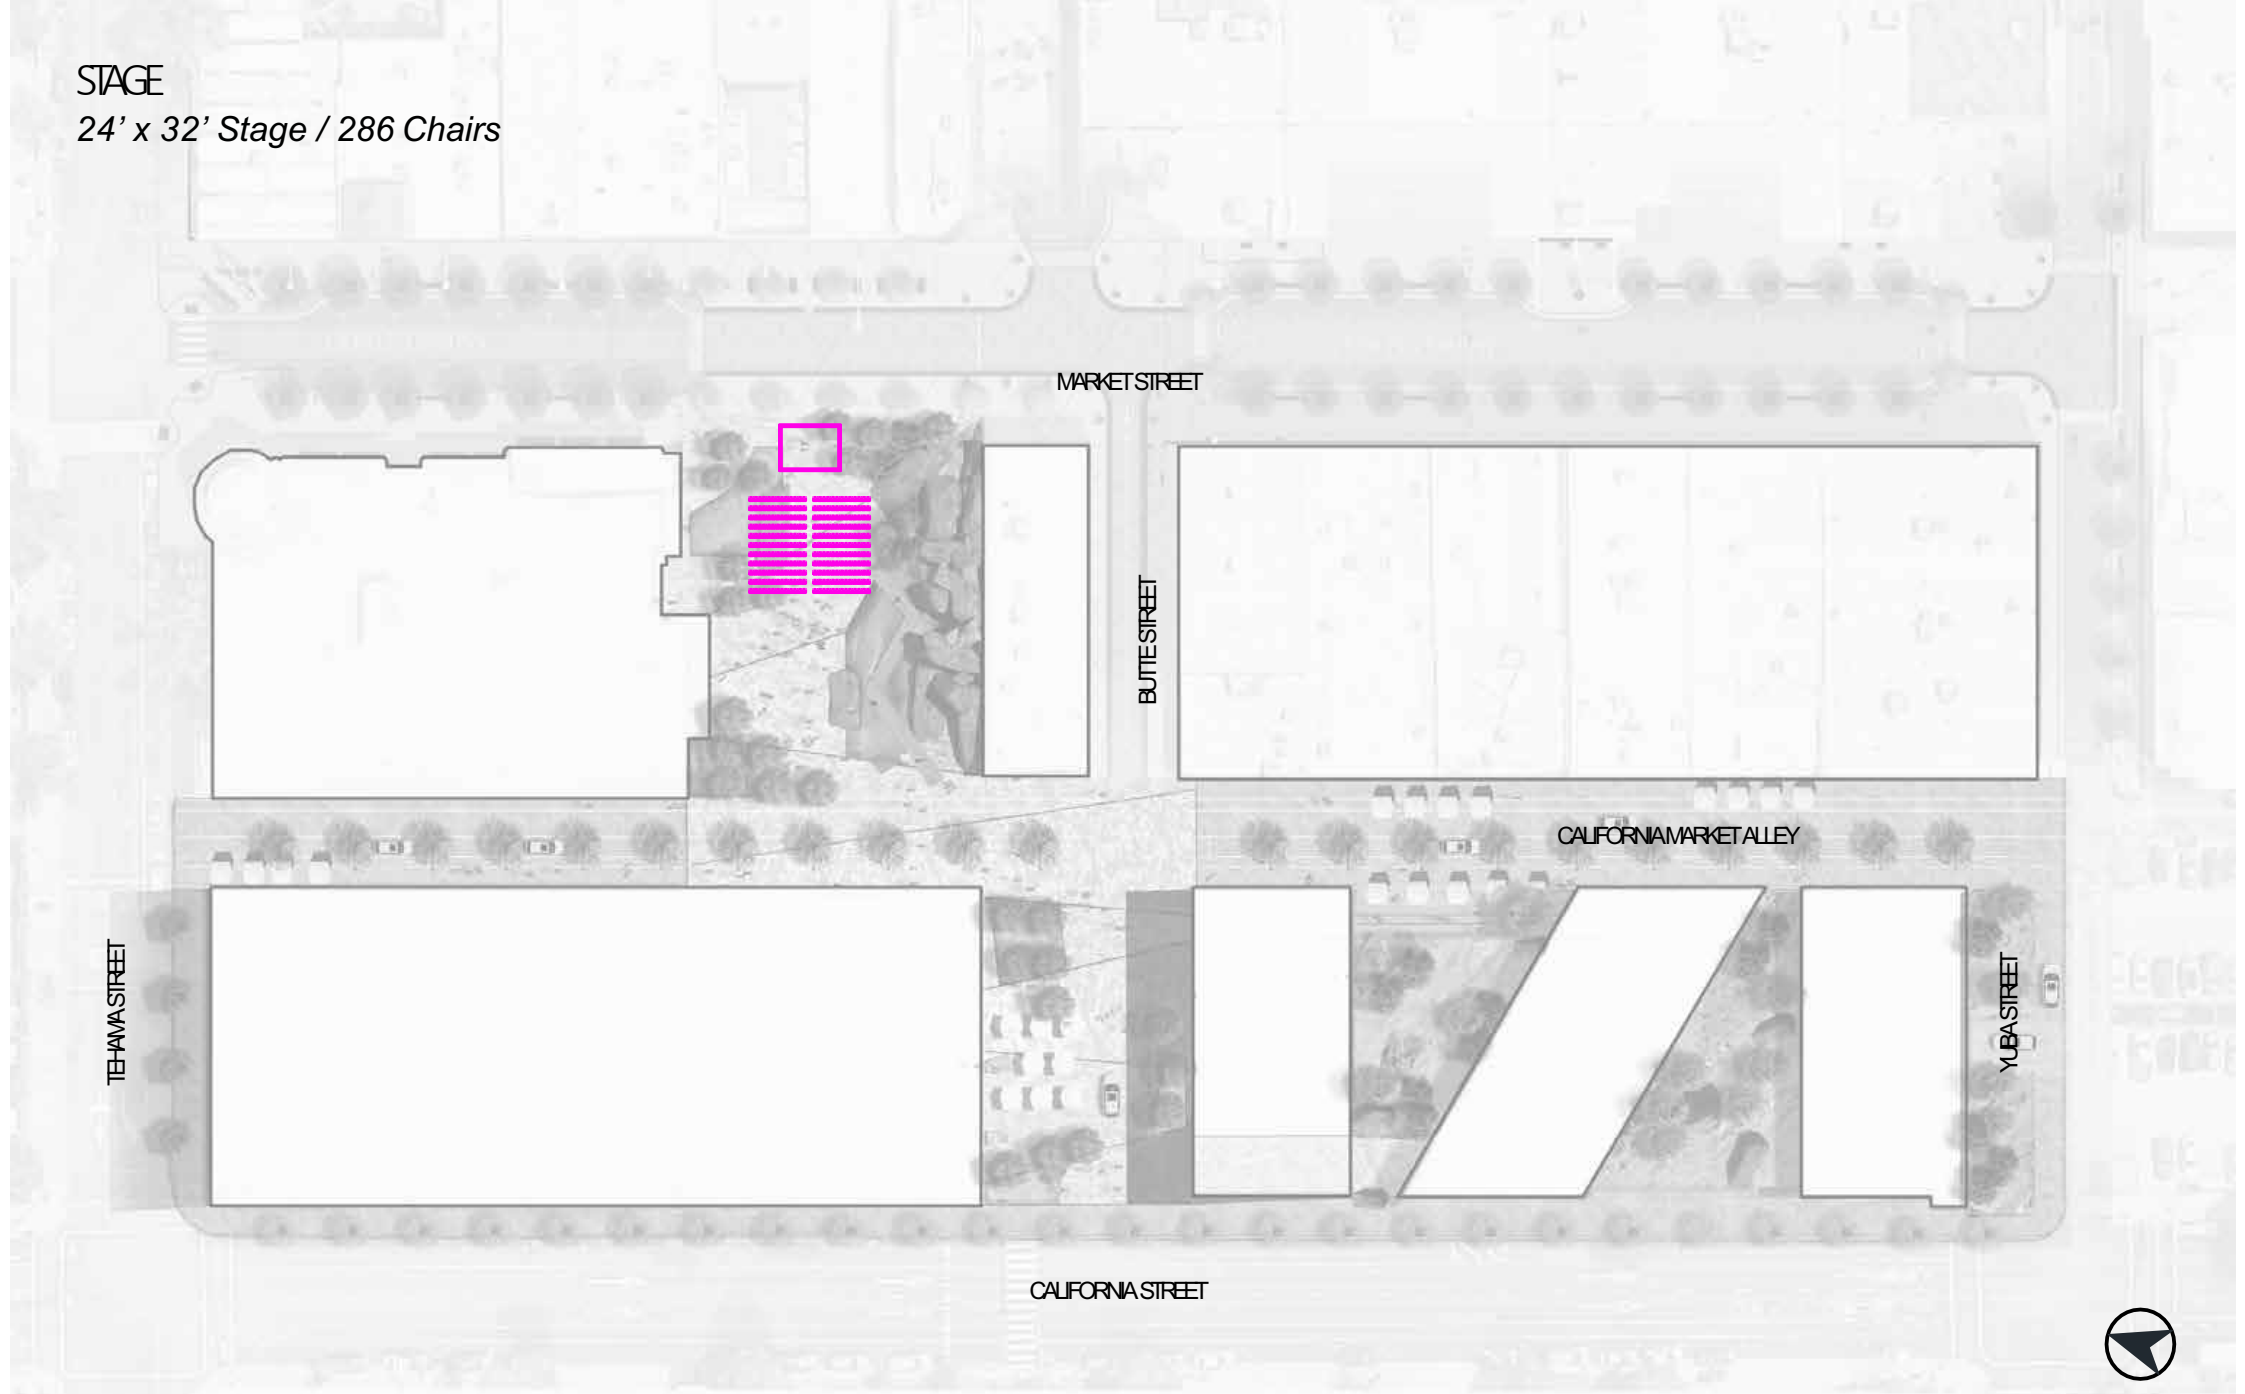 STAGE
24’ x 32’ Stage / 286 Chairs
MARKET STREET
BUTTE STREET
CALIFORNIA MARKET ALLEY
TEHAMA STREET
YUBA STREET
CALIFORNIA STREET